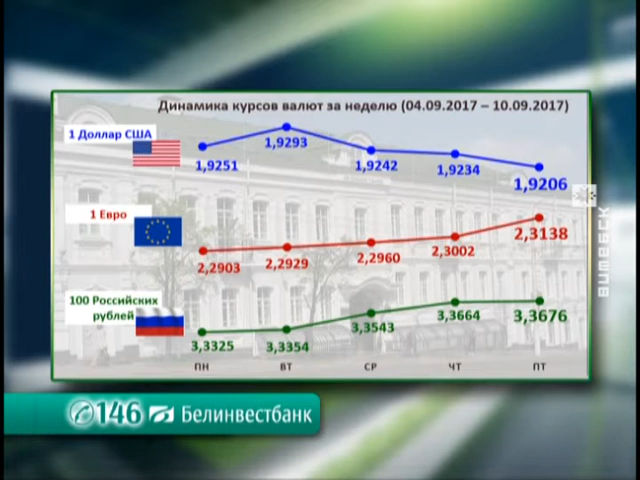 Динамика курсов валют за неделю (04.09.2017 – 10.09.2017)
1 Доллар США
1,9251 1,9293 1,9242 1,9234 1,9206
1 Евро
2,2903 2,2929 2,2960 2,3002 2,3138
100 Российских
рублей
3,3325 3,3354 3,3543 3,3664 3,3676
ПН ВТ СР ЧТ ПТ
ВИТЕБСК
146 Белинвестбанк